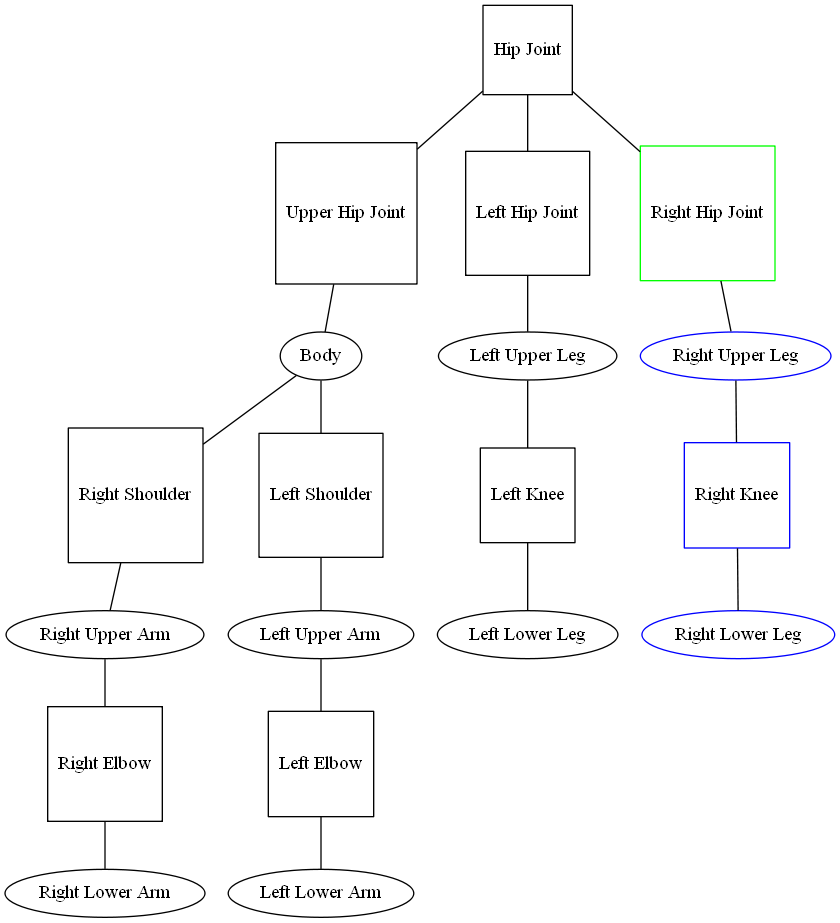 Hip Joint
Upper Hip Joint
Left Hip Joint
Right Hip Joint
Body
Left Upper Leg
Right Upper Leg
Right Shoulder
Left Shoulder
Left Knee
Right Knee
Right Upper Arm
Left Upper Arm
Left Lower Leg
Right Lower Leg
Right Elbow
Left Elbow
Right Lower Arm
Left Lower Arm